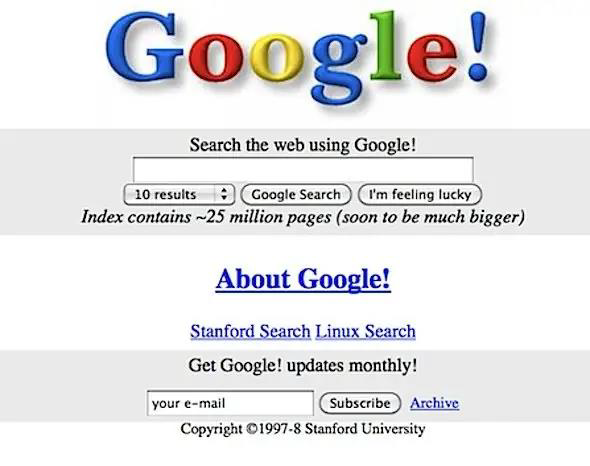 Google!
Search the web using Google!
10 results Google Search I'm feeling lucky
Index contains ~25 million pages (soon to be much bigger)
About Google!
Stanford Search Linux Search
Get Google! updates monthly!
your e-mail Subscribe Archive
Copyright ©1997-8 Stanford University